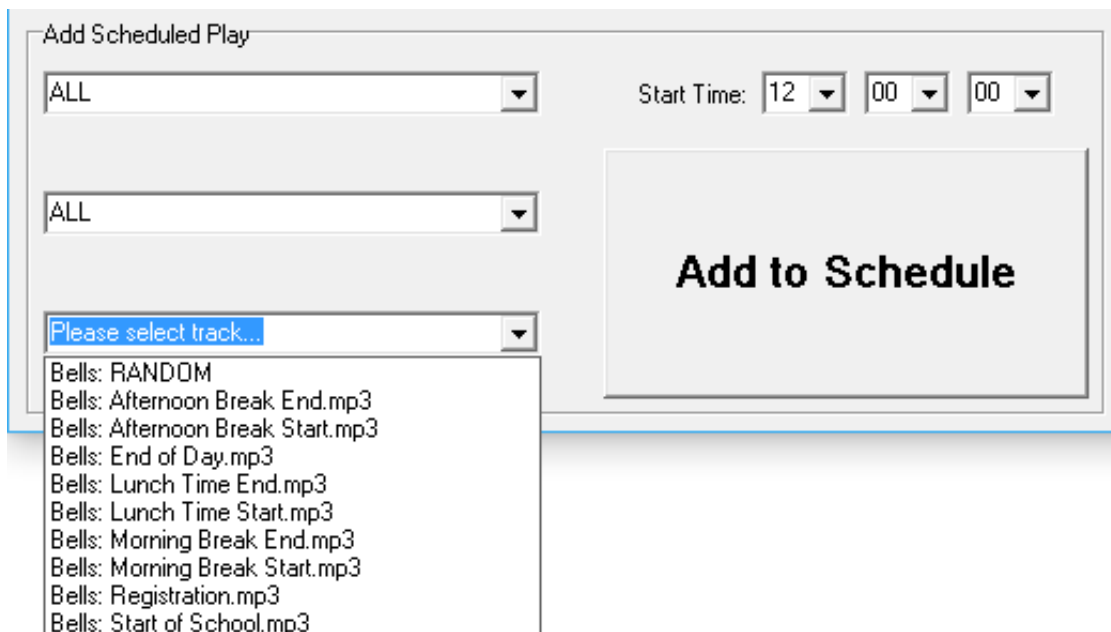 Add Scheduled Play
ALL
Start Time: 12 00 00
ALL
Add to Schedule
Please select track...
Bells: RANDOM
Bells: Afternoon Break End.mp3
Bells: Afternoon Break Start.mp3
Bells: End of Day.mp3
Bells: Lunch Time End.mp3
Bells: Lunch Time Start.mp3
Bells: Morning Break End.mp3
Bells: Morning Break Start.mp3
Bells: Registration.mp3
Bells: Start of School.mp3